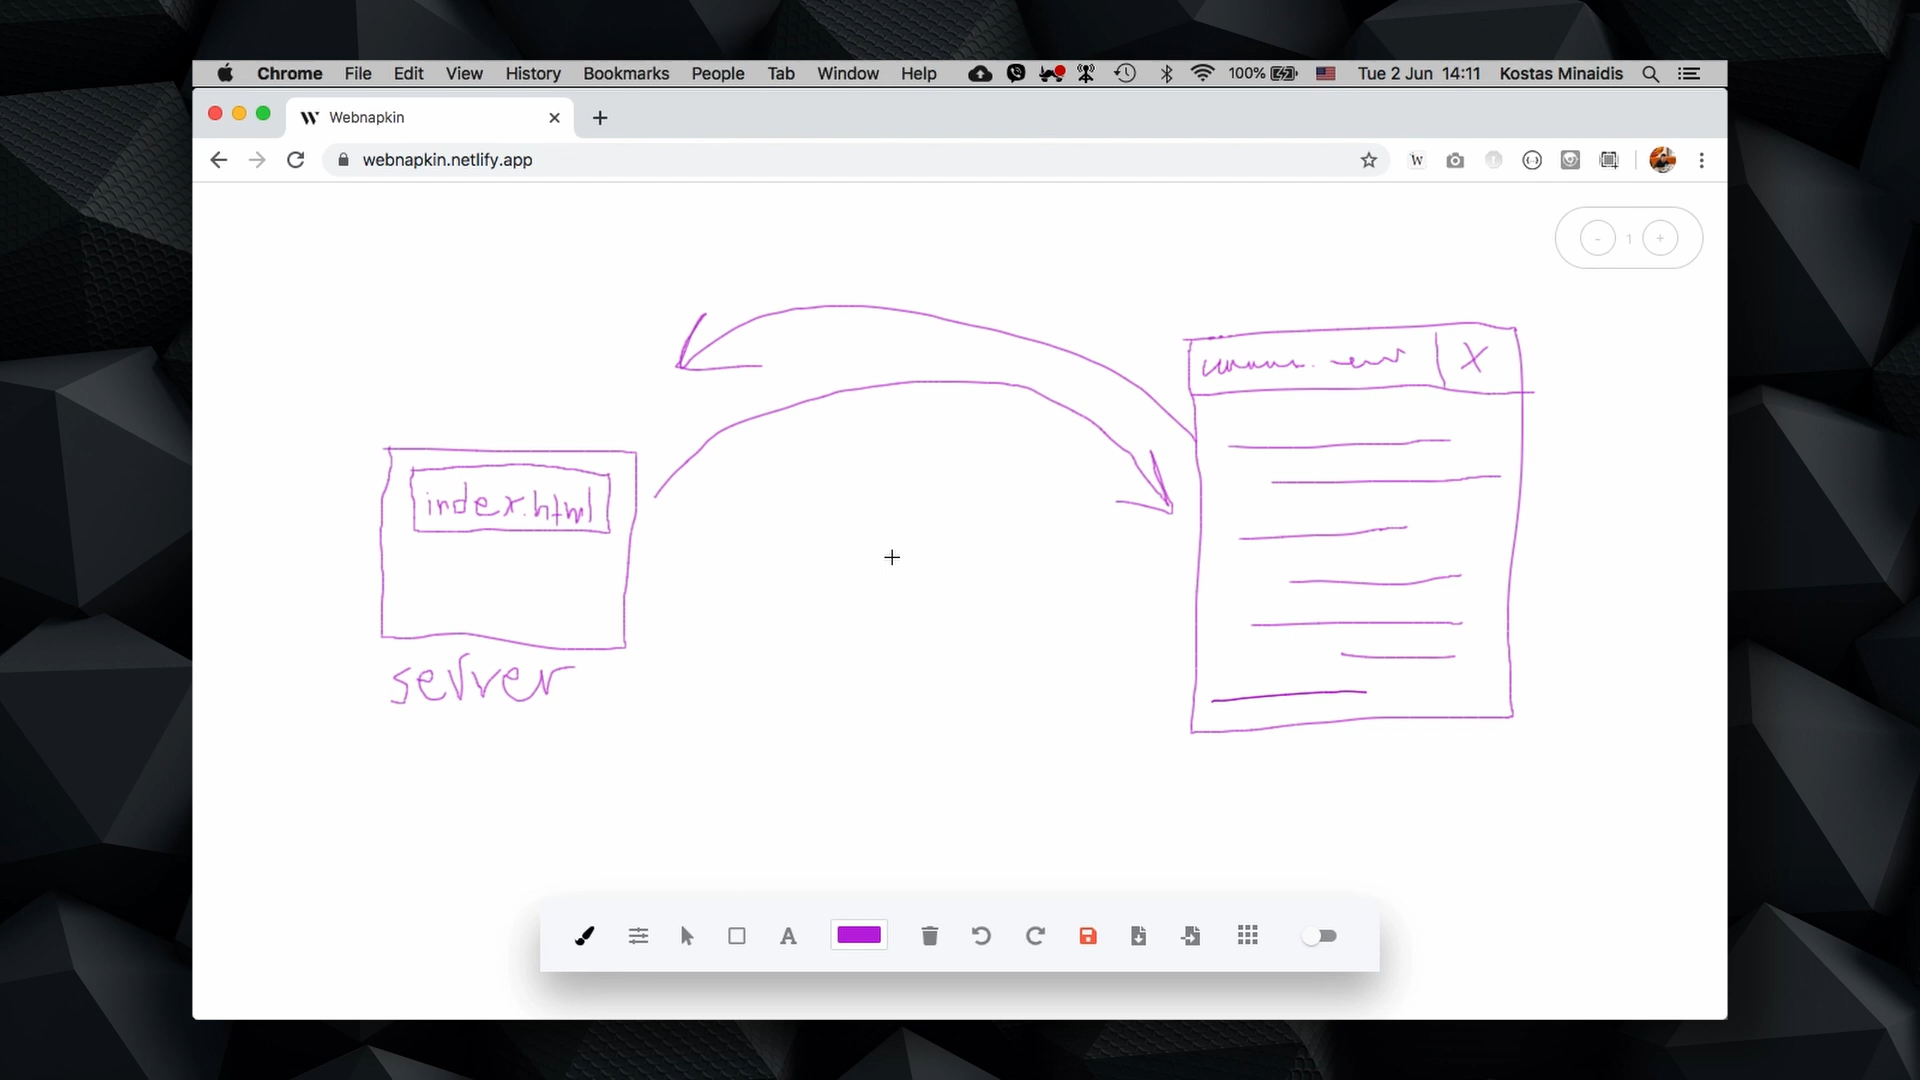 Chrome File Edit View History Bookmarks People Tab Window Help 100% Tue 2 Jun 14:11 Kostas Minaidis
Webnapkin
webnapkin.netlify.app
W
- 1 +
X
index.html
server
A